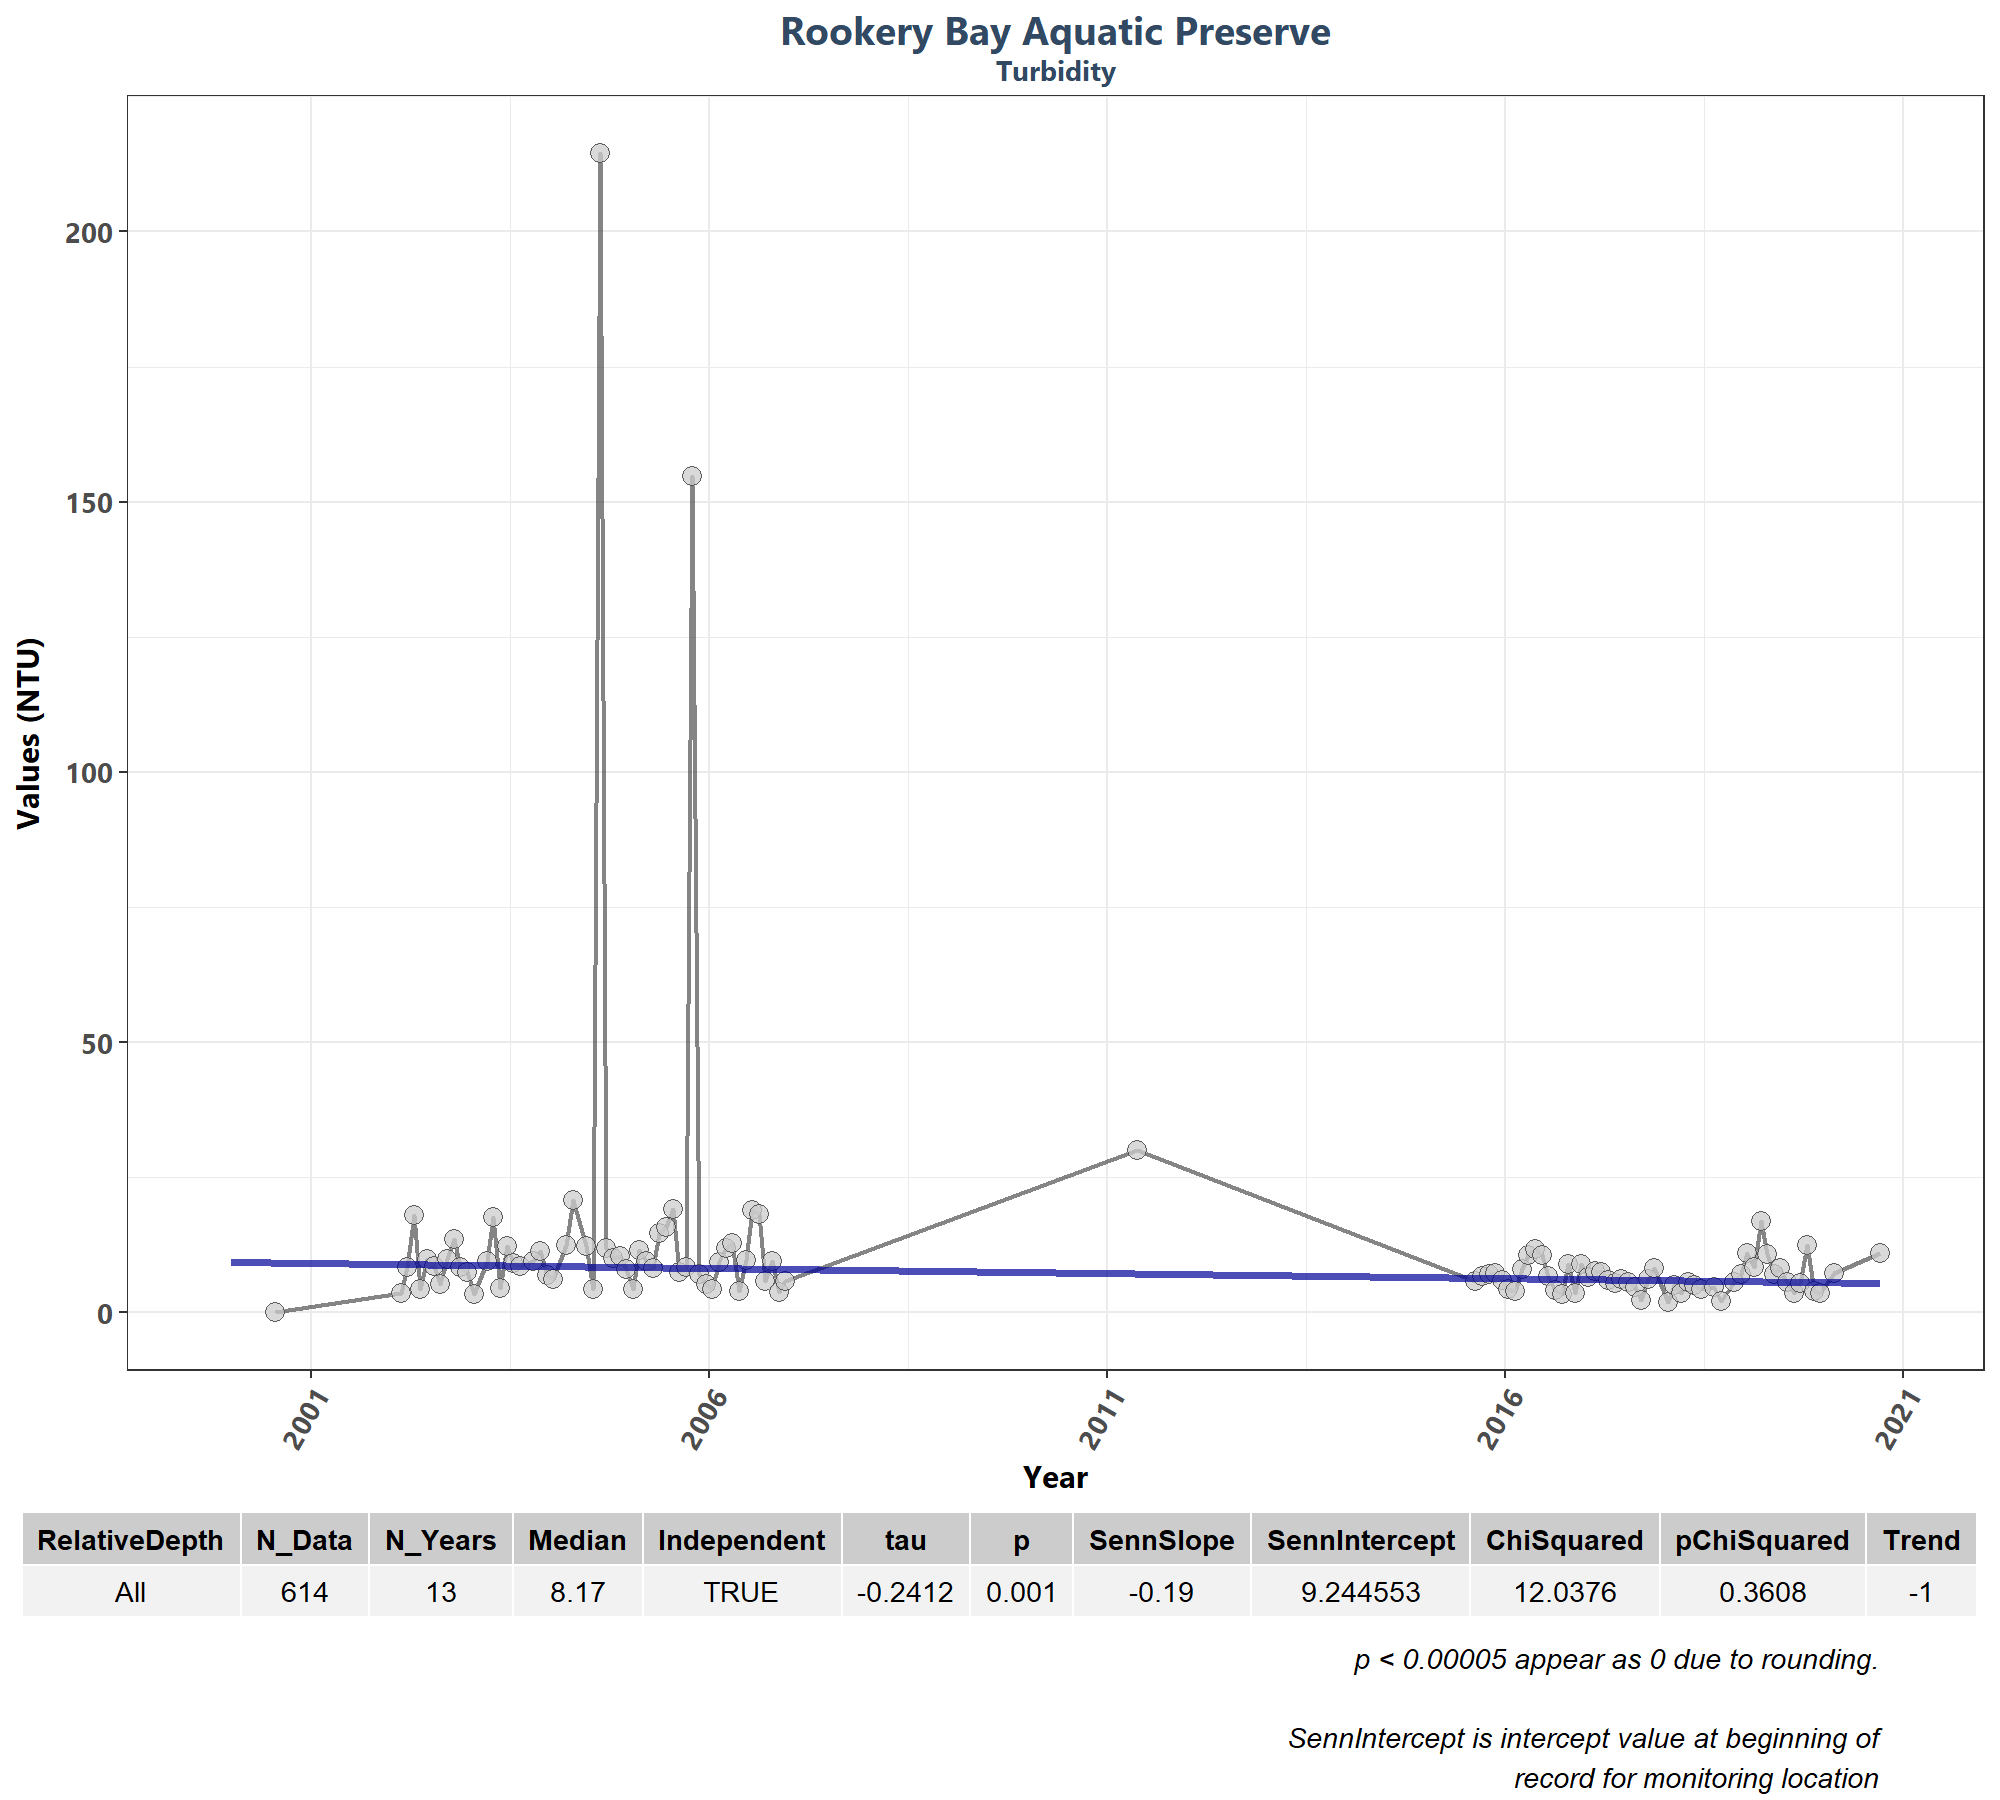 Rookery Bay Aquatic Preserve
Turbidity
Values (NTU)
200
150
100
50
0
2001 2006 2011 2016 2021
Year
RelativeDepth N_Data N_Years Median Independent tau p SennSlope SennIntercept ChiSquared pChiSquared Trend
All 614 13 8.17 TRUE -0.2412 0.001 -0.19 9.244553 12.0376 0.3608 -1
p < 0.00005 appear as 0 due to rounding.
SennIntercept is intercept value at beginning of
record for monitoring location